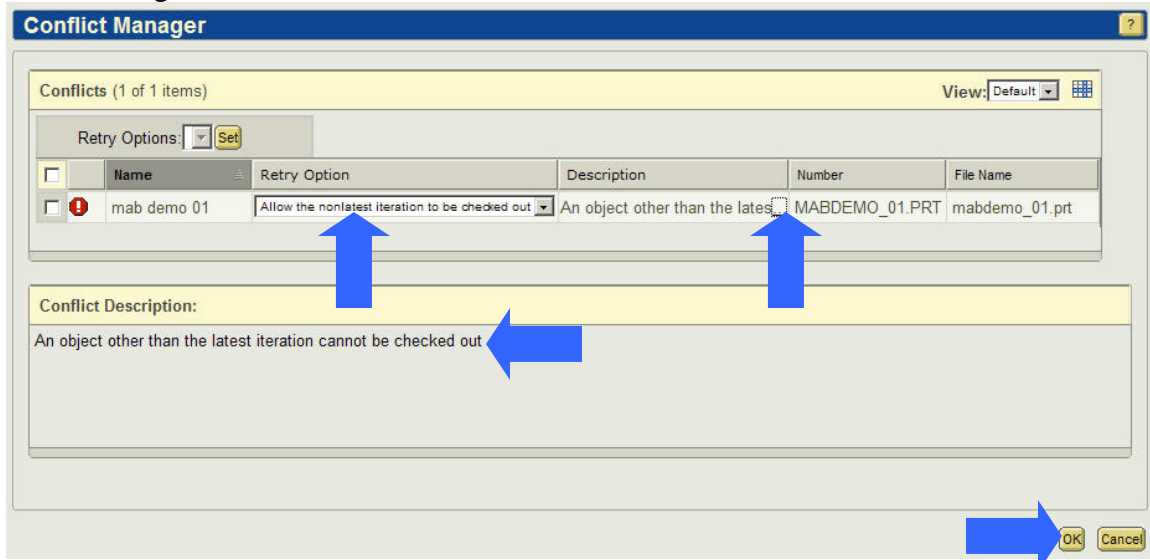 Conflict Manager
?
Conflicts (1 of 1 items)
View: Default
Retry Options: Set
Name Retry Option Description Number File Name
mab demo 01 Allow the nonlatest iteration to be checked out An object other than the lates... MABDEMO_01.PRT mabdemo_01.prt
Conflict Description:
An object other than the latest iteration cannot be checked out
OK Cancel